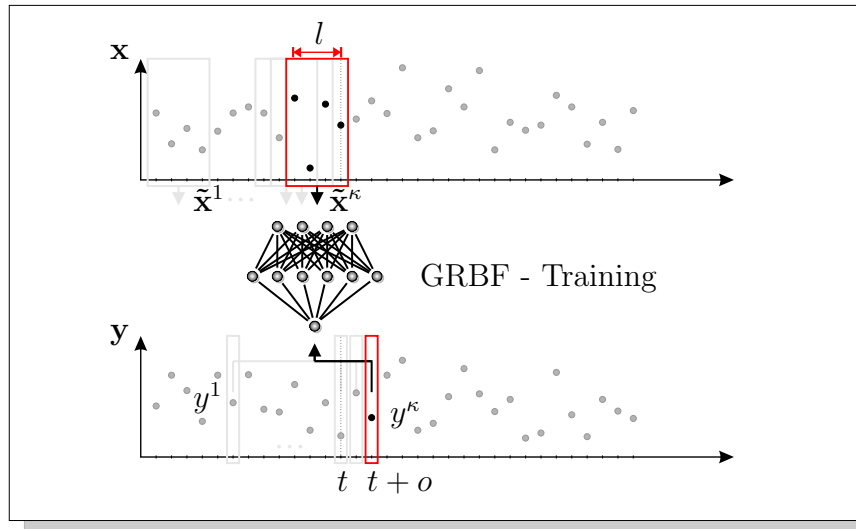 l
x
x̃¹ ... x̃^κ
GRBF - Training
y
y¹
y^κ
...
t t + o